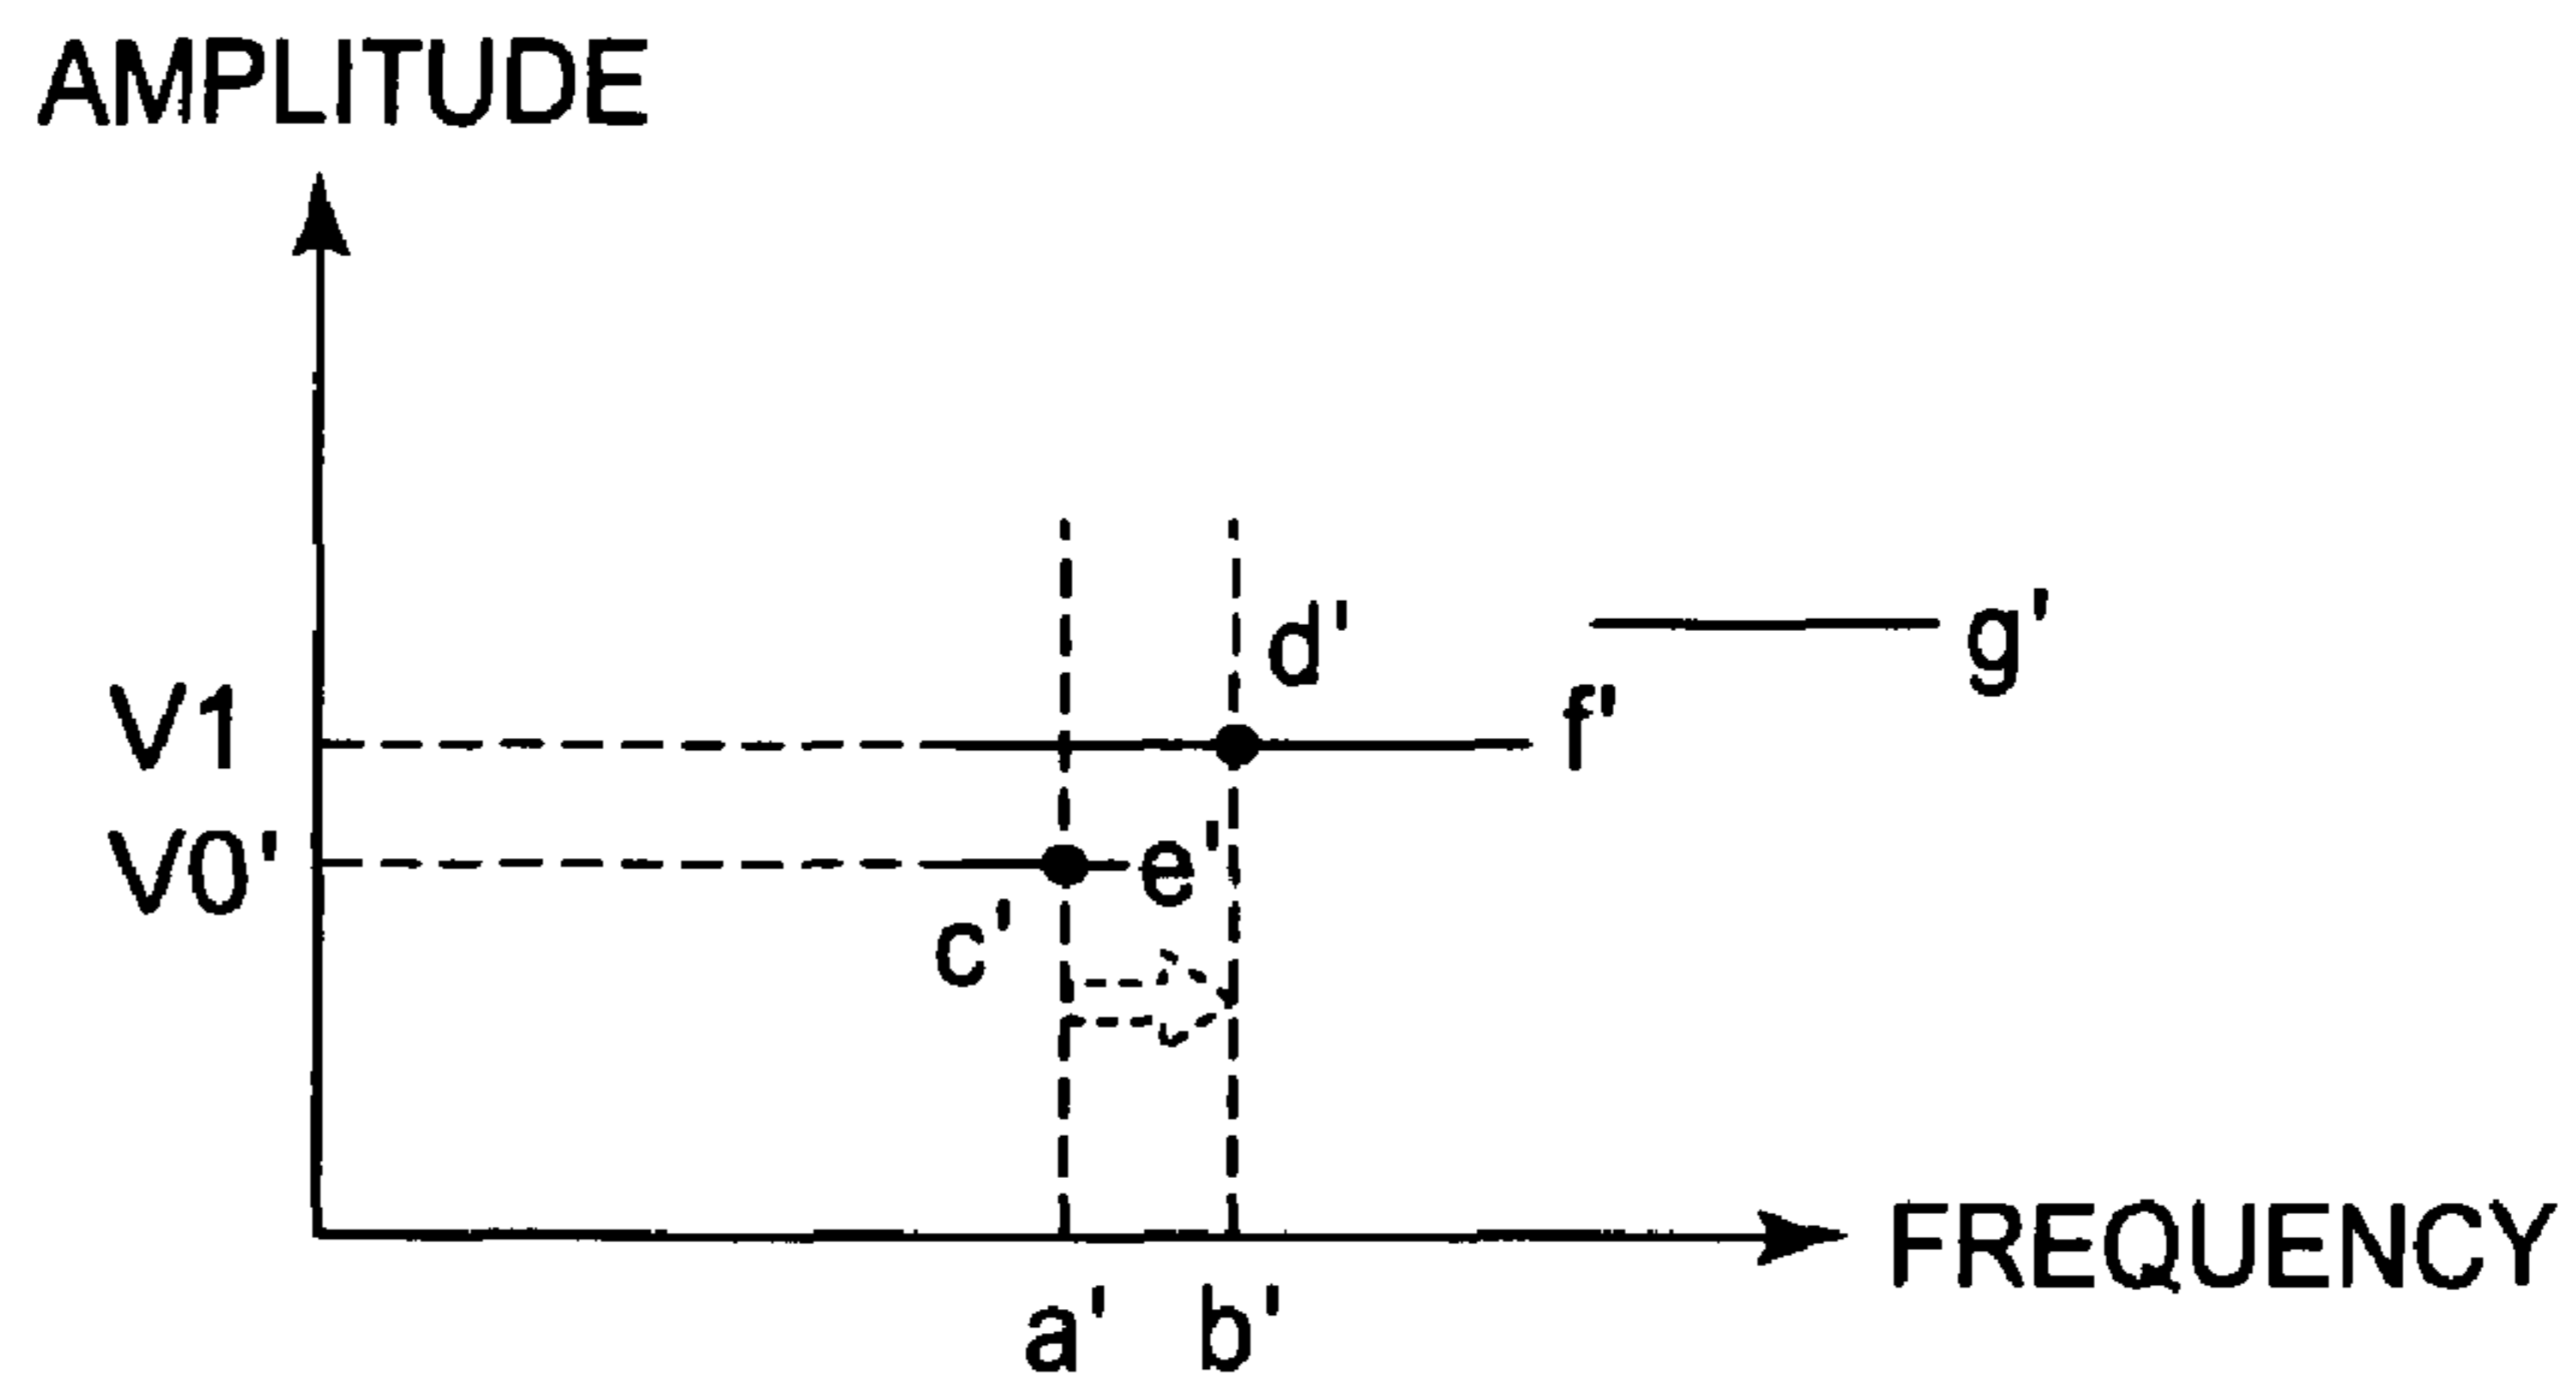 AMPLITUDE
d'
g'
V1
f'
V0'
e'
c'
FREQUENCY
a'
b'